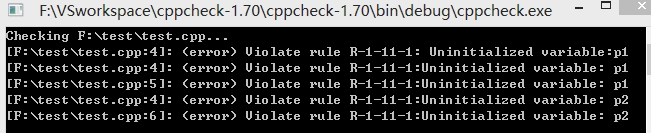 F:\VSworkspace\cppcheck-1.70\cppcheck-1.70\bin\debug\cppcheck.exe
Checking F:\test\test.cpp...
[F:\test\test.cpp:4]: (error) Violate rule R-1-11-1: Uninitialized variable:p1
[F:\test\test.cpp:4]: (error) Violate rule R-1-11-1:Uninitialized variable: p1
[F:\test\test.cpp:5]: (error) Violate rule R-1-11-1:Uninitialized variable: p1
[F:\test\test.cpp:4]: (error) Violate rule R-1-11-1:Uninitialized variable: p2
[F:\test\test.cpp:6]: (error) Violate rule R-1-11-1:Uninitialized variable: p2